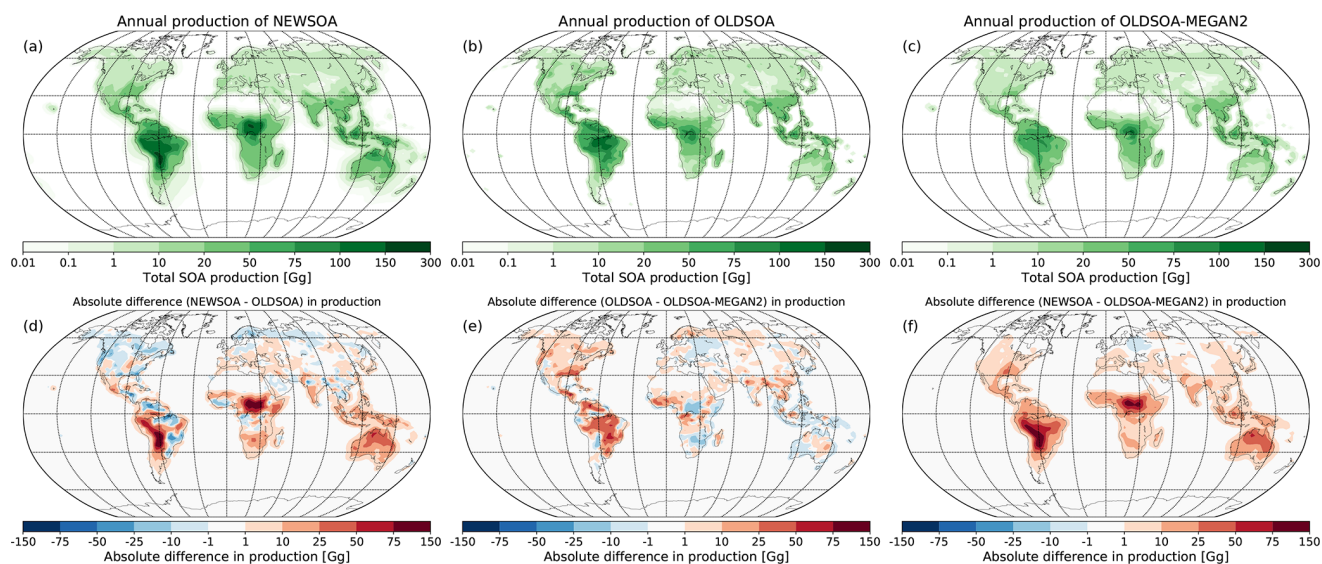 Annual production of NEWSOA
Annual production of OLDSOA
Annual production of OLDSOA-MEGAN2
(a)
(b)
(c)
0.01 0.1 1 10 20 50 75 100 150 300
0.01 0.1 1 10 20 50 75 100 150 300
0.01 0.1 1 10 20 50 75 100 150 300
Total SOA production [Gg]
Total SOA production [Gg]
Total SOA production [Gg]
Absolute difference (NEWSOA - OLDSOA) in production
Absolute difference (OLDSOA - OLDSOA-MEGAN2) in production
Absolute difference (NEWSOA - OLDSOA-MEGAN2) in production
(d)
(e)
(f)
-150 -75 -50 -25 -10 -1 1 10 25 50 75 150
-150 -75 -50 -25 -10 -1 1 10 25 50 75 150
-150 -75 -50 -25 -10 -1 1 10 25 50 75 150
Absolute difference in production [Gg]
Absolute difference in production [Gg]
Absolute difference in production [Gg]